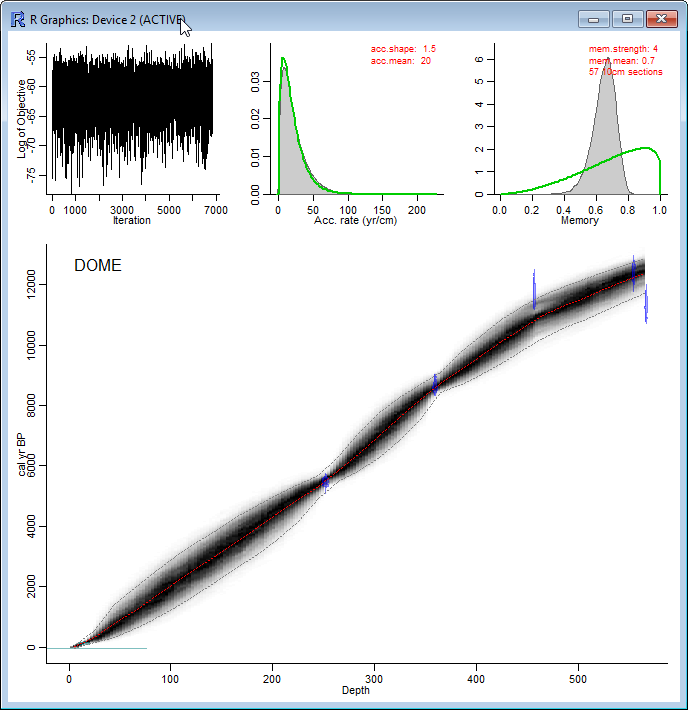 R Graphics: Device 2 (ACTIVE)
Log of Objective
-55
-60
-65
-70
-75
0 1000 3000 5000 7000
Iteration
acc.shape: 1.5
acc.mean: 20
0.03
0.02
0.01
0.00
0 50 100 150 200
Acc. rate (yr/cm)
mem.strength: 4
mem.mean: 0.7
57 10cm sections
6
5
4
3
2
1
0
0.0 0.2 0.4 0.6 0.8 1.0
Memory
DOME
cal yr BP
12000
10000
8000
6000
4000
2000
0
0 100 200 300 400 500
Depth